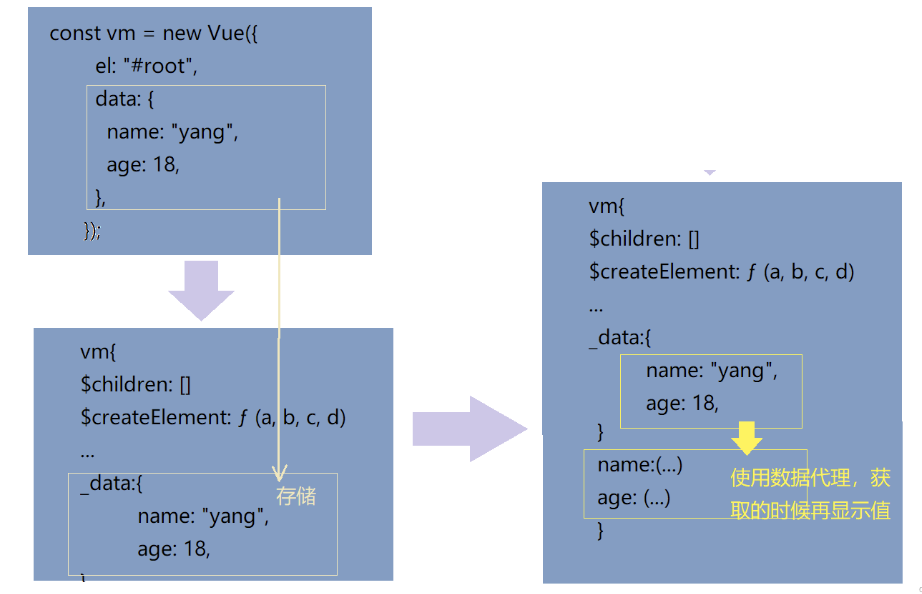 const vm = new Vue({
el: "#root",
data: {
name: "yang",
age: 18,
},
});
vm{
$children: []
$createElement: ƒ (a, b, c, d)
...
_data:{
存储
name: "yang",
age: 18,
}
vm{
$children: []
$createElement: ƒ (a, b, c, d)
...
_data:{
name: "yang",
age: 18,
}
name:(...)
age: (...)
}
使用数据代理，获
取的时候再显示值